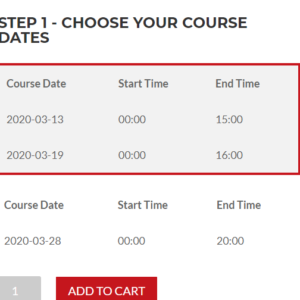 STEP 1 - CHOOSE YOUR COURSE
DATES
Course Date Start Time End Time
2020-03-13 00:00 15:00
2020-03-19 00:00 16:00
Course Date Start Time End Time
2020-03-28 00:00 20:00
1 ADD TO CART